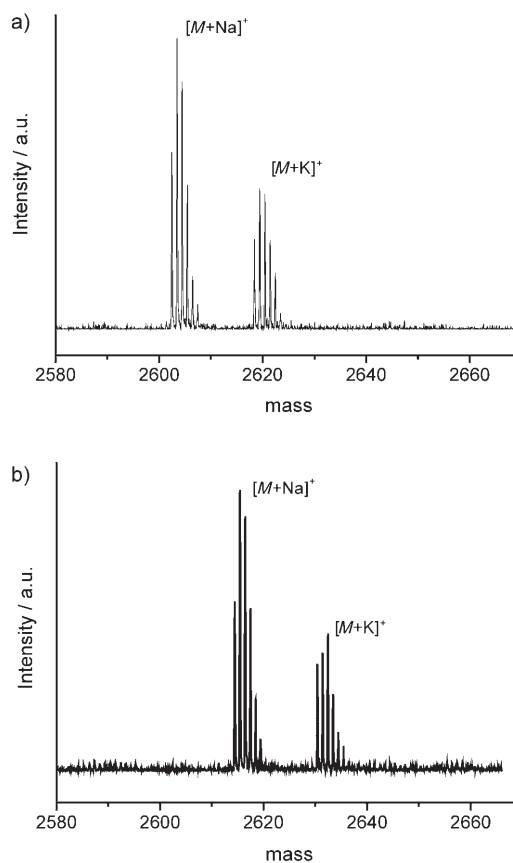 a)
[M+Na]+
[M+K]+
Intensity / a.u.
2580 2600 2620 2640 2660
mass
b)
[M+Na]+
[M+K]+
Intensity / a.u.
2580 2600 2620 2640 2660
mass